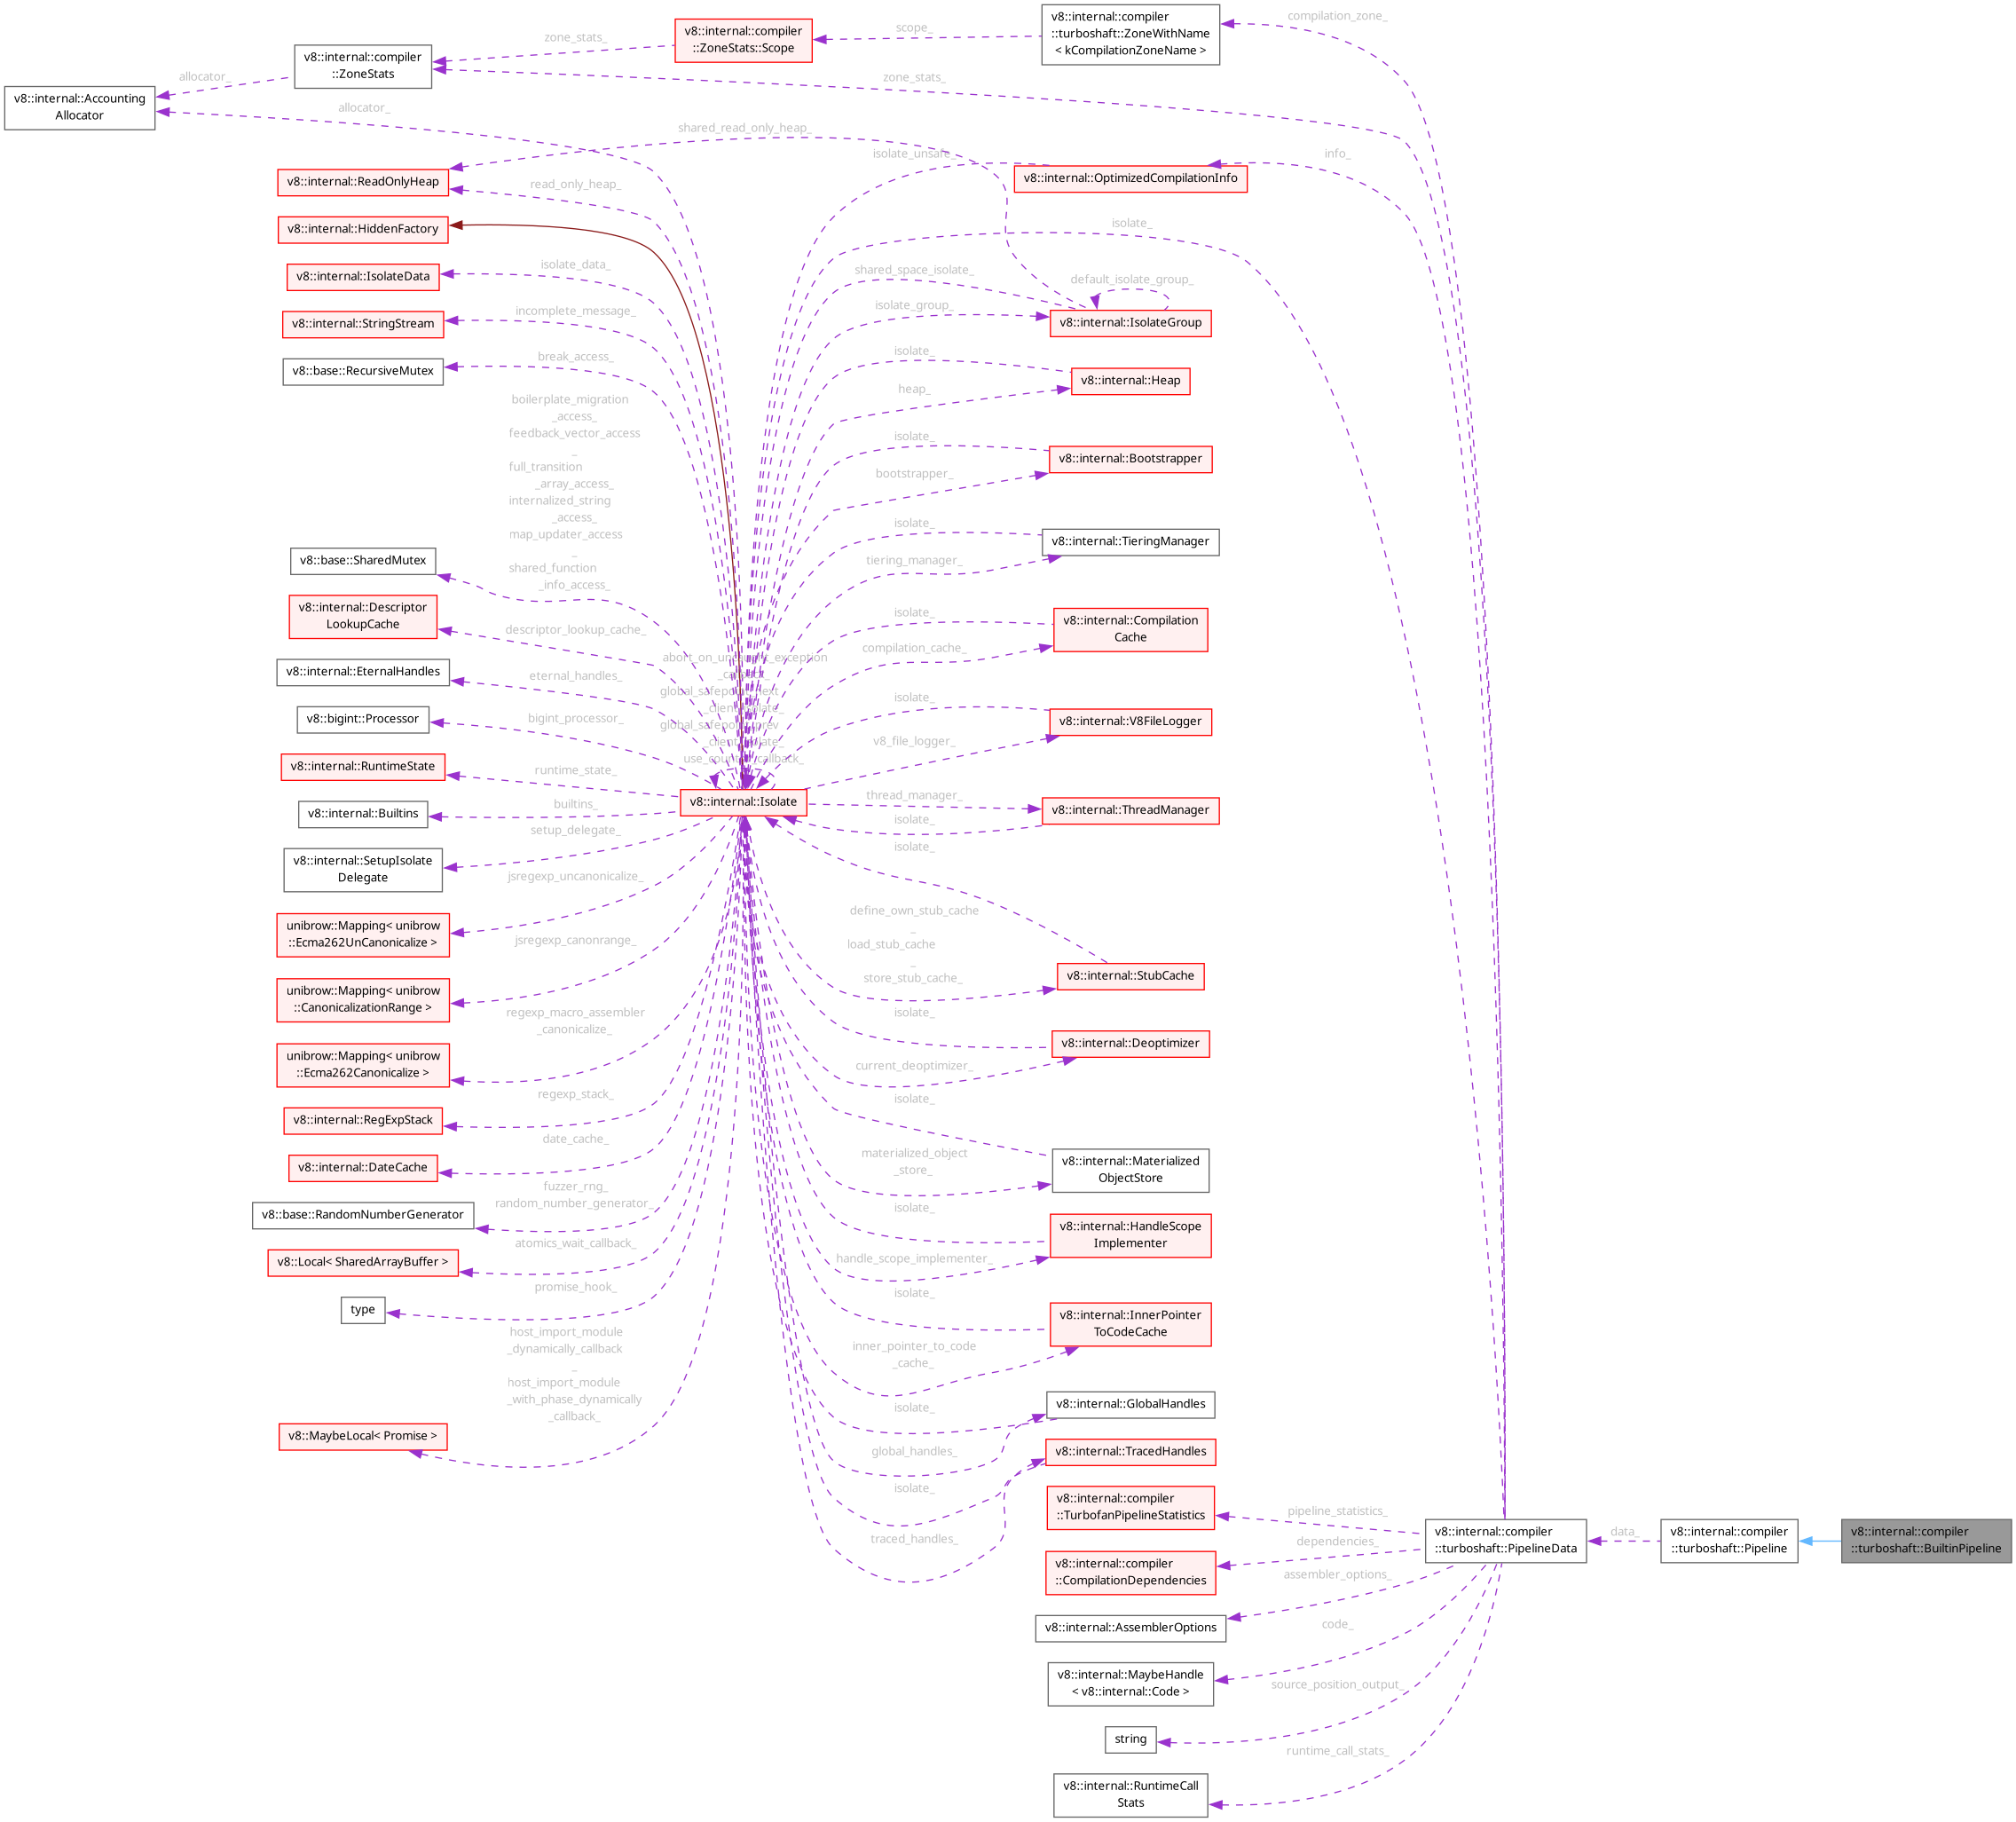 v8::internal::compiler
::turboshaft::ZoneWithName
< kCompilationZoneName >
compilation_zone_
v8::internal::compiler
::ZoneStats::Scope
scope_
zone_stats_
v8::internal::compiler
::ZoneStats
zone_stats_
allocator_
v8::internal::Accounting
Allocator
allocator_
shared_read_only_heap_
isolate_unsafe_
info_
v8::internal::ReadOnlyHeap
read_only_heap_
v8::internal::OptimizedCompilationInfo
v8::internal::HiddenFactory
isolate_
v8::internal::IsolateData
isolate_data_
shared_space_isolate_
default_isolate_group_
v8::internal::StringStream
incomplete_message_
isolate_group_
v8::internal::IsolateGroup
v8::base::RecursiveMutex
break_access_
isolate_
v8::internal::Heap
heap_
boilerplate_migration
_access_
feedback_vector_access
_
full_transition
_array_access_
internalized_string
_access_
map_updater_access
_
shared_function
_info_access_
isolate_
v8::internal::Bootstrapper
bootstrapper_
isolate_
v8::internal::TieringManager
tiering_manager_
v8::base::SharedMutex
v8::internal::Descriptor
LookupCache
descriptor_lookup_cache_
isolate_
v8::internal::Compilation
Cache
compilation_cache_
v8::internal::EternalHandles
eternal_handles_
isolate_
v8::internal::V8FileLogger
v8_file_logger_
v8::bigint::Processor
bigint_processor_
v8::internal::RuntimeState
runtime_state_
v8::internal::Isolate
v8::internal::Builtins
builtins_
thread_manager_
v8::internal::ThreadManager
isolate_
v8::internal::SetupIsolate
Delegate
setup_delegate_
isolate_
unibrow::Mapping< unibrow
::Ecma262UnCanonicalize >
jsregexp_uncanonicalize_
define_own_stub_cache
_
load_stub_cache
_
store_stub_cache_
v8::internal::StubCache
unibrow::Mapping< unibrow
::CanonicalizationRange >
jsregexp_canonrange_
isolate_
v8::internal::Deoptimizer
current_deoptimizer_
unibrow::Mapping< unibrow
::Ecma262Canonicalize >
regexp_macro_assembler
_canonicalize_
v8::internal::RegExpStack
regexp_stack_
isolate_
v8::internal::Materialized
ObjectStore
materialized_object
_store_
v8::internal::DateCache
date_cache_
v8::base::RandomNumberGenerator
fuzzer_rng_
random_number_generator_
isolate_
v8::internal::HandleScope
Implementer
handle_scope_implementer_
v8::Local< SharedArrayBuffer >
atomics_wait_callback_
type
promise_hook_
isolate_
v8::internal::InnerPointer
ToCodeCache
inner_pointer_to_code
_cache_
host_import_module
_dynamically_callback
_
host_import_module
_with_phase_dynamically
_callback_
v8::MaybeLocal< Promise >
isolate_
v8::internal::GlobalHandles
global_handles_
v8::internal::TracedHandles
isolate_
traced_handles_
v8::internal::compiler
::TurbofanPipelineStatistics
pipeline_statistics_
v8::internal::compiler
::CompilationDependencies
dependencies_
v8::internal::compiler
::turboshaft::PipelineData
data_
v8::internal::compiler
::turboshaft::Pipeline
v8::internal::compiler
::turboshaft::BuiltinPipeline
assembler_options_
v8::internal::AssemblerOptions
code_
v8::internal::MaybeHandle
< v8::internal::Code >
source_position_output_
string
runtime_call_stats_
v8::internal::RuntimeCall
Stats